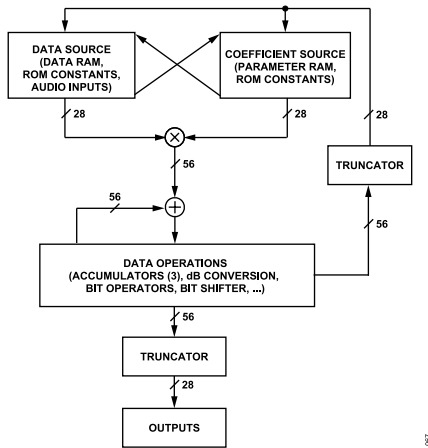 DATA SOURCE
(DATA RAM,
ROM CONSTANTS,
AUDIO INPUTS)
COEFFICIENT SOURCE
(PARAMETER RAM,
ROM CONSTANTS)
28
28
28
56
TRUNCATOR
56
56
DATA OPERATIONS
(ACCUMULATORS (3), dB CONVERSION,
BIT OPERATORS, BIT SHIFTER, ...)
56
TRUNCATOR
28
OUTPUTS